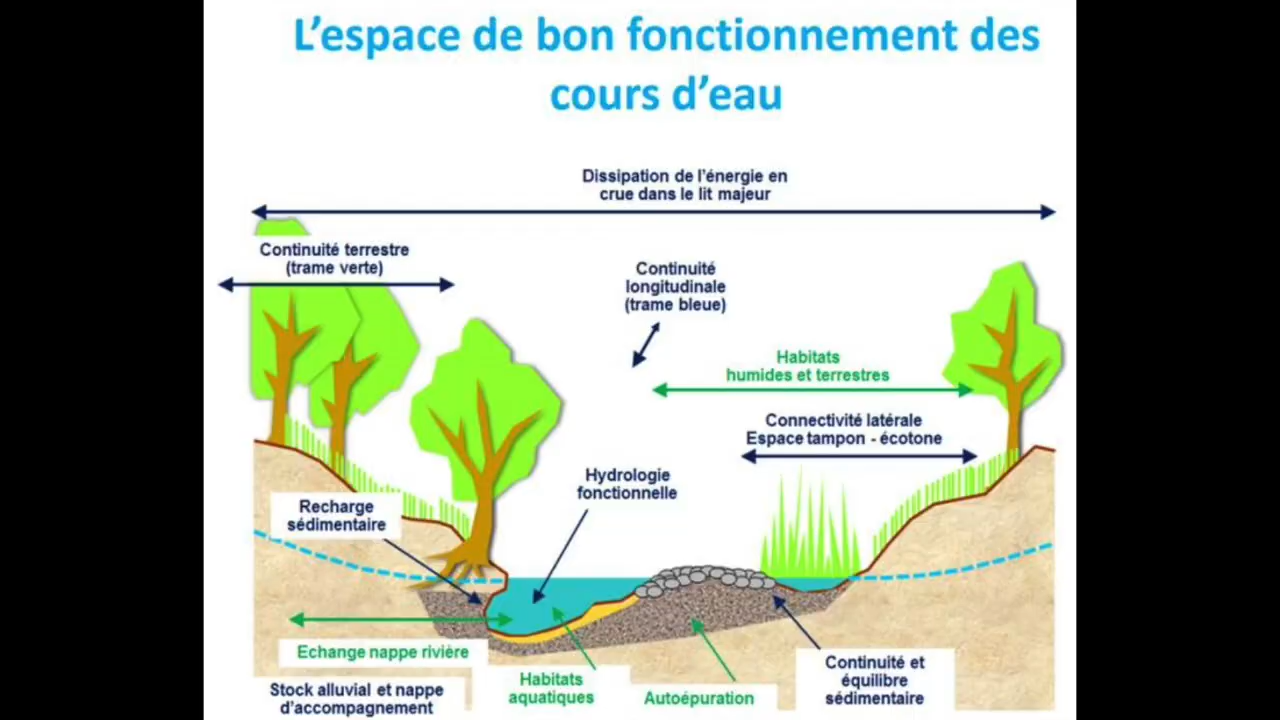 L'espace de bon fonctionnement des
cours d'eau
Dissipation de l'énergie en
crue dans le lit majeur
Continuité terrestre
(trame verte)
Continuité
longitudinale
(trame bleue)
Habitats
humides et terrestres
Connectivité latérale
Espace tampon - écotone
Hydrologie
fonctionnelle
Recharge
sédimentaire
Echange nappe rivière
Stock alluvial et nappe
d'accompagnement
Habitats
aquatiques
Autoépuration
Continuité et
équilibre
sédimentaire